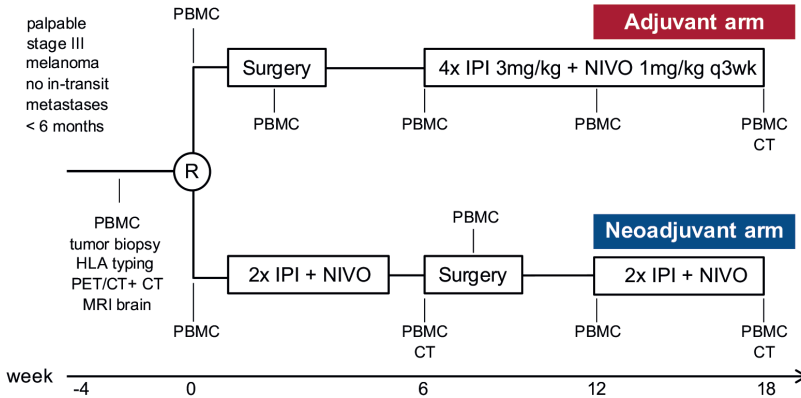 palpable
stage III
melanoma
no in-transit
metastases
< 6 months
PBMC
Adjuvant arm
Surgery
4x IPI 3mg/kg + NIVO 1mg/kg q3wk
PBMC
PBMC
PBMC
PBMC
CT
R
PBMC
tumor biopsy
HLA typing
PET/CT+ CT
MRI brain
PBMC
Neoadjuvant arm
2x IPI + NIVO
Surgery
2x IPI + NIVO
PBMC
PBMC
CT
PBMC
PBMC
CT
week
-4 0 6 12 18